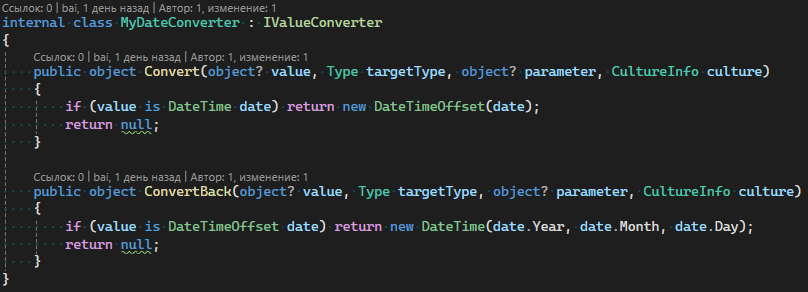 Ссылок: 0 | bai, 1 день назад | Автор: 1, изменение: 1
internal class MyDateConverter : IValueConverter
{
Ссылок: 0 | bai, 1 день назад | Автор: 1, изменение: 1
public object Convert(object? value, Type targetType, object? parameter, CultureInfo culture)
{
if (value is DateTime date) return new DateTimeOffset(date);
return null;
}
Ссылок: 0 | bai, 1 день назад | Автор: 1, изменение: 1
public object ConvertBack(object? value, Type targetType, object? parameter, CultureInfo culture)
{
if (value is DateTimeOffset date) return new DateTime(date.Year, date.Month, date.Day);
return null;
}
}